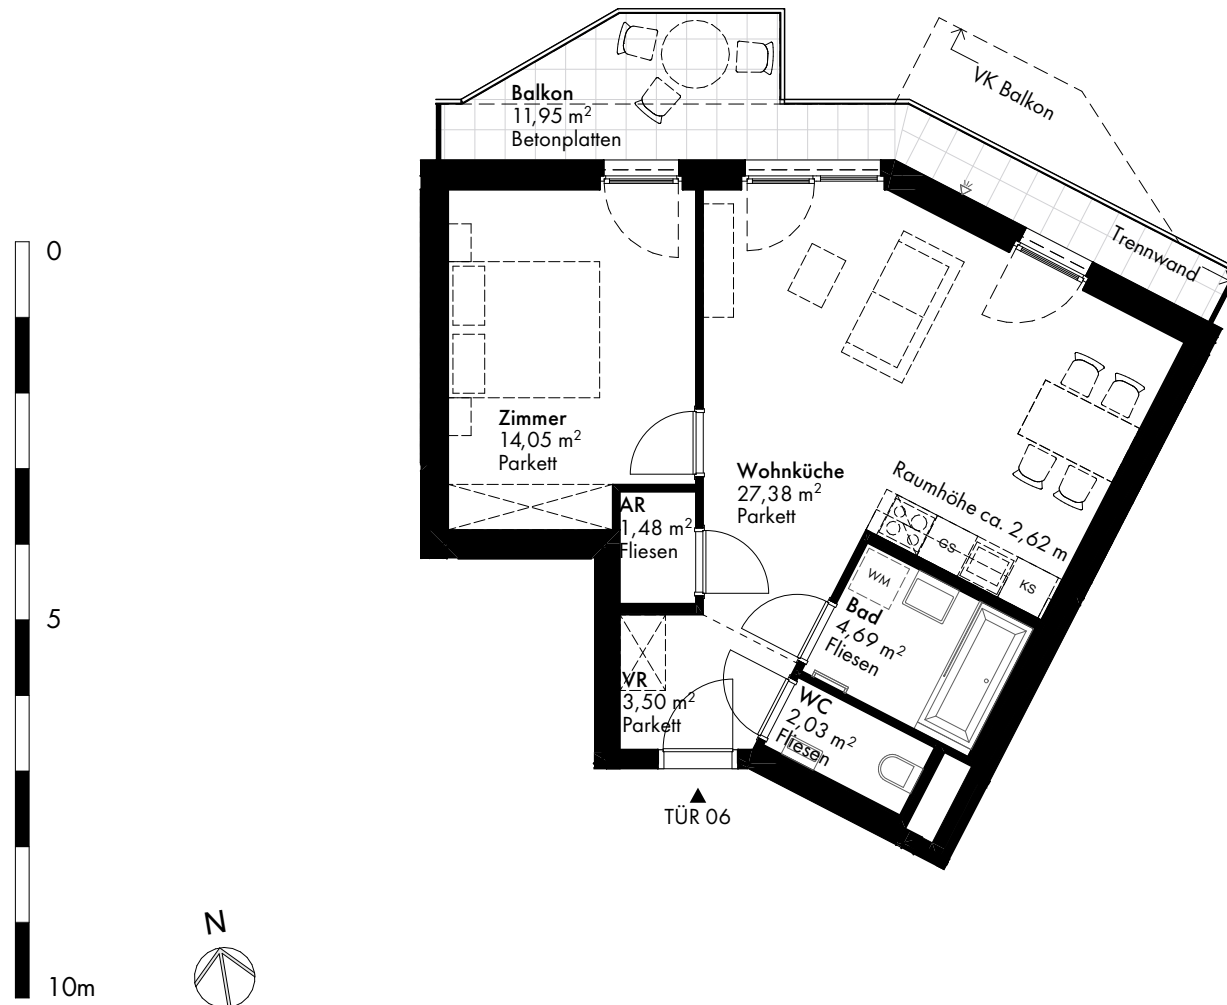 VK Balkon
Balkon
11,95 m²
Betonplatten
Trennwand
0
5
10m
Zimmer
14,05 m²
Parkett
Wohnküche
27,38 m²
Parkett
Raumhöhe ca. 2,62 m
AR
1,48 m²
Fliesen
GS
KS
WM
Bad
4,69 m²
Fliesen
VR
3,50 m²
Parkett
WC
2,03 m²
Fliesen
TÜR 06
N